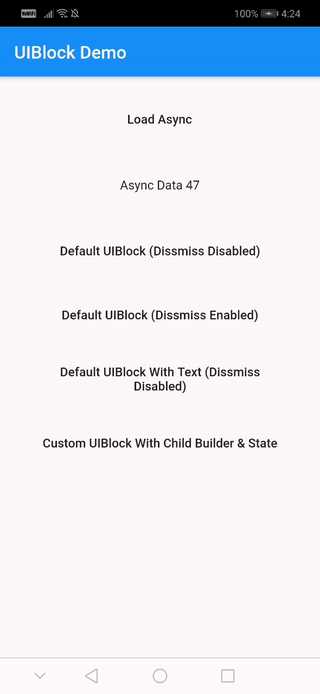 100% 4:24
UIBlock Demo
Load Async
Async Data 47
Default UIBlock (Dissmiss Disabled)
Default UIBlock (Dissmiss Enabled)
Default UIBlock With Text (Dissmiss
Disabled)
Custom UIBlock With Child Builder & State